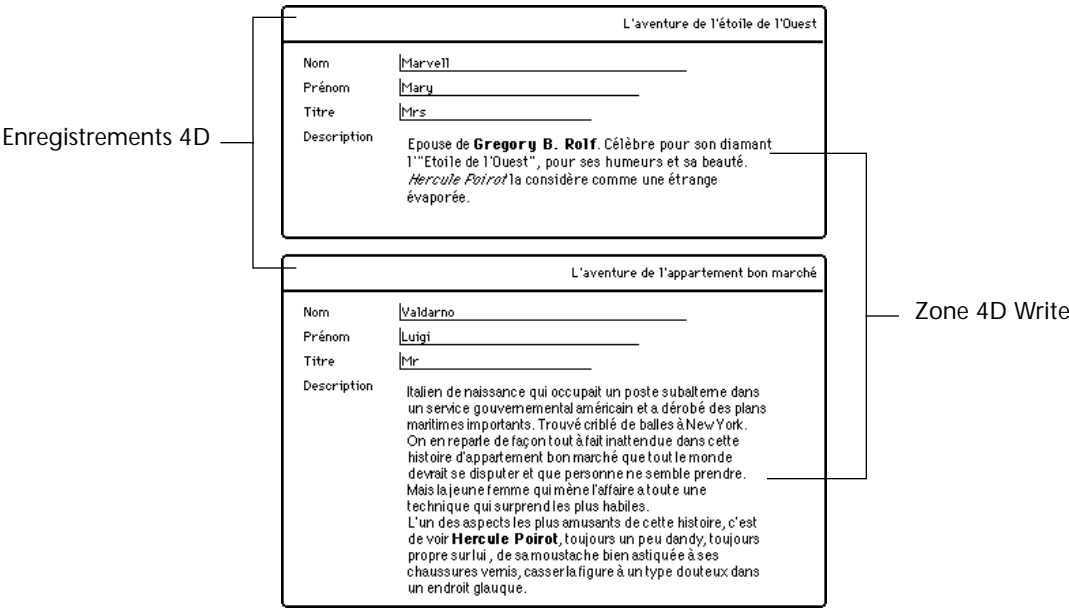 L'aventure de l'étoile de l'Ouest
Nom Marvell
Prénom Mary
Titre Mrs
Enregistrements 4D
Description Epouse de Gregory B. Rolf. Célèbre pour son diamant
l'"Etoile de l'Ouest", pour ses humeurs et sa beauté.
Hercule Poirot la considère comme une étrange
évaporée.
L'aventure de l'appartement bon marché
Nom Valdarno
Zone 4D Write
Prénom Luigi
Titre Mr
Description Italien de naissance qui occupait un poste subalterne dans
un service gouvernemental américain et a dérobé des plans
maritimes importants. Trouvé criblé de balles à New York.
On en reparle de façon tout à fait inattendue dans cette
histoire d'appartement bon marché que tout le monde
devrait se disputer et que personne ne semble prendre.
Mais la jeune femme qui mène l'affaire a toute une
technique qui surprend les plus habiles.
L'un des aspects les plus amusants de cette histoire, c'est
de voir Hercule Poirot, toujours un peu dandy, toujours
propre sur lui , de sa moustache bien astiquée à ses
chaussures vernis, casser la figure à un type douteux dans
un endroit glauque.